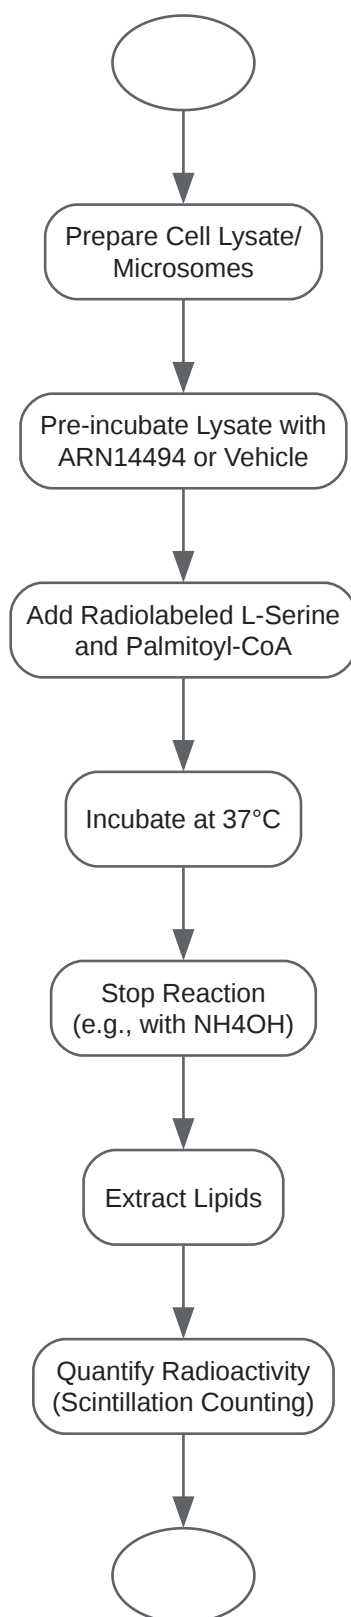 Prepare Cell Lysate/
Microsomes
Pre-incubate Lysate with
ARN14494 or Vehicle
Add Radiolabeled L-Serine
and Palmitoyl-CoA
Incubate at 37°C
Stop Reaction
(e.g., with NH4OH)
Extract Lipids
Quantify Radioactivity
(Scintillation Counting)